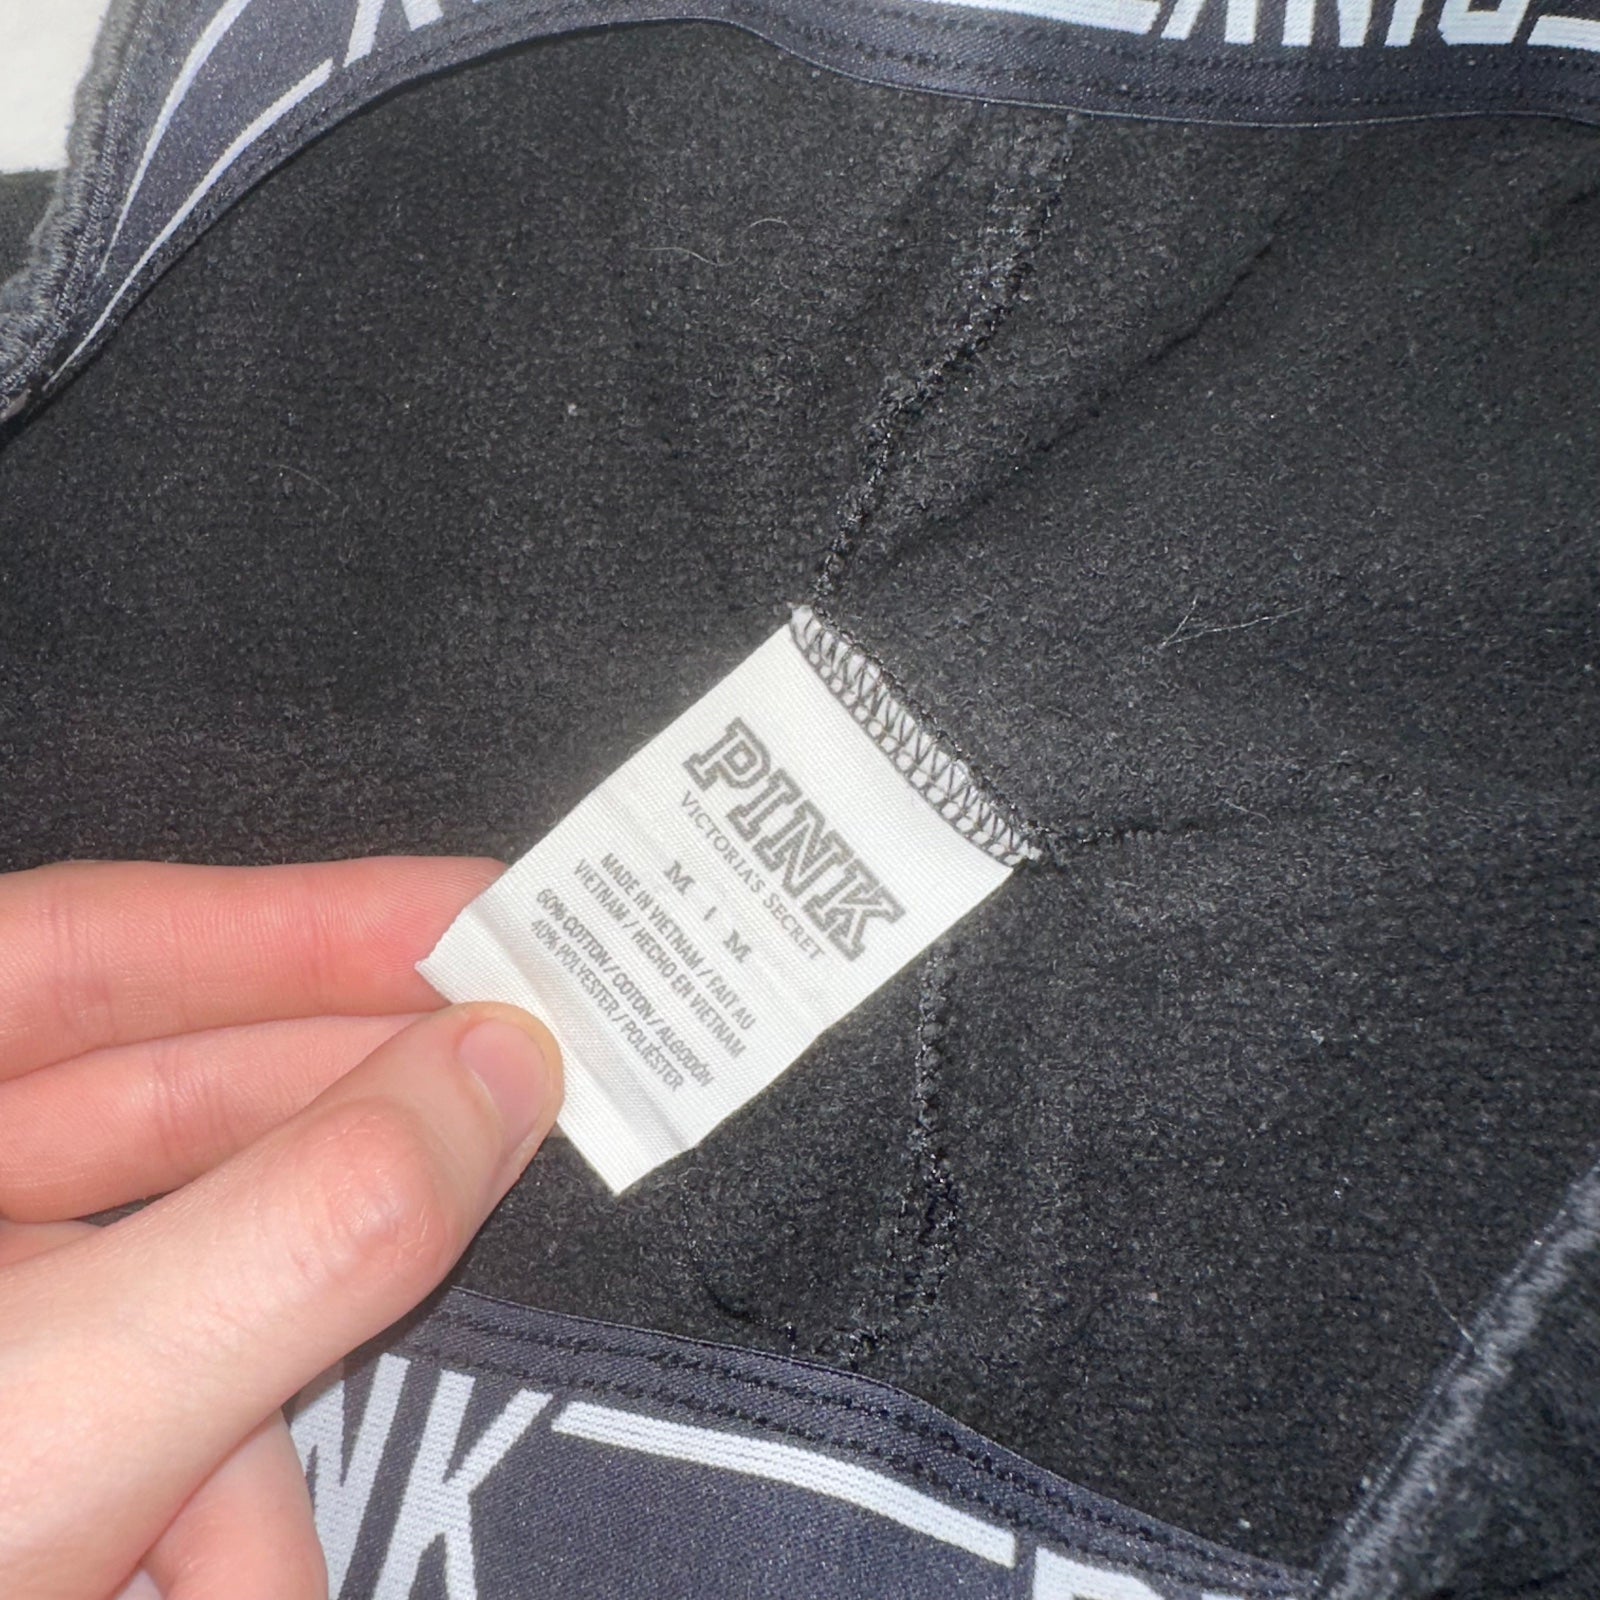 PINK
VICTORIA'S SECRET
M | M
MADE IN VIETNAM / FAIT AU
VIETNAM / HECHO EN VIETNAM
60% COTTON / COTON / ALGODÓN
40% POLYESTER / POLIÉSTER
NK